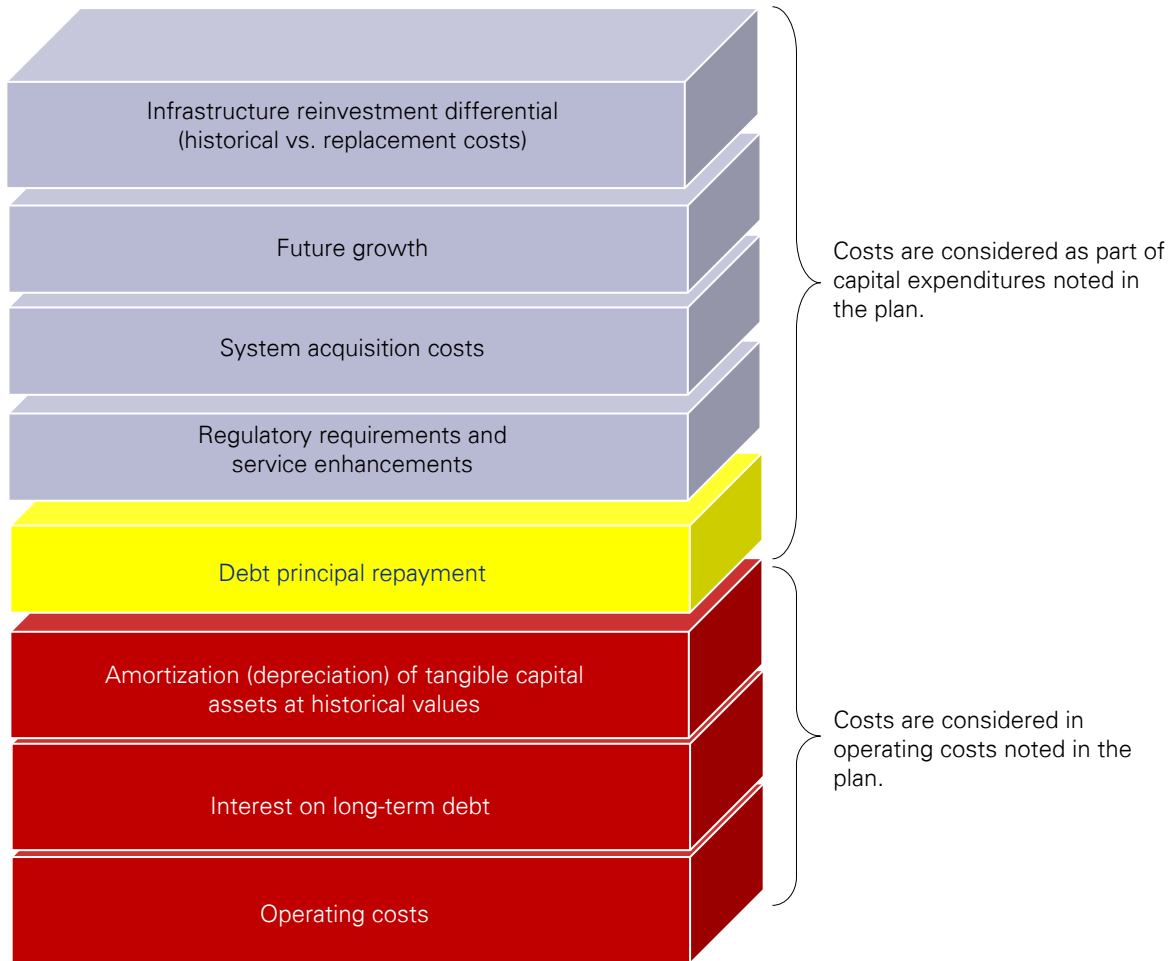 Infrastructure reinvestment differential
(historical vs. replacement costs)
Future growth
System acquisition costs
Regulatory requirements and
service enhancements
Debt principal repayment
Amortization (depreciation) of tangible capital
assets at historical values
Interest on long-term debt
Operating costs
Costs are considered as part of
capital expenditures noted in
the plan.
Costs are considered in
operating costs noted in the
plan.